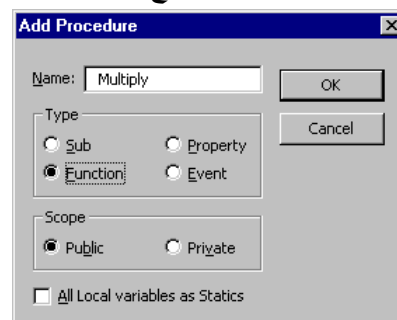 Add Procedure
Name: Multiply
OK
Cancel
Type
Sub
Property
Function
Event
Scope
Public
Private
All Local variables as Statics